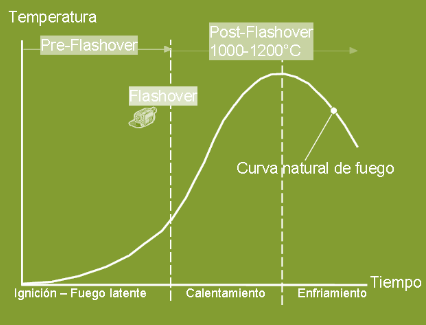 Temperatura
Pre-Flashover
Post-Flashover
1000-1200°C
Flashover
Curva natural de fuego
Tiempo
Ignición – Fuego latente
Calentamiento
Enfriamiento